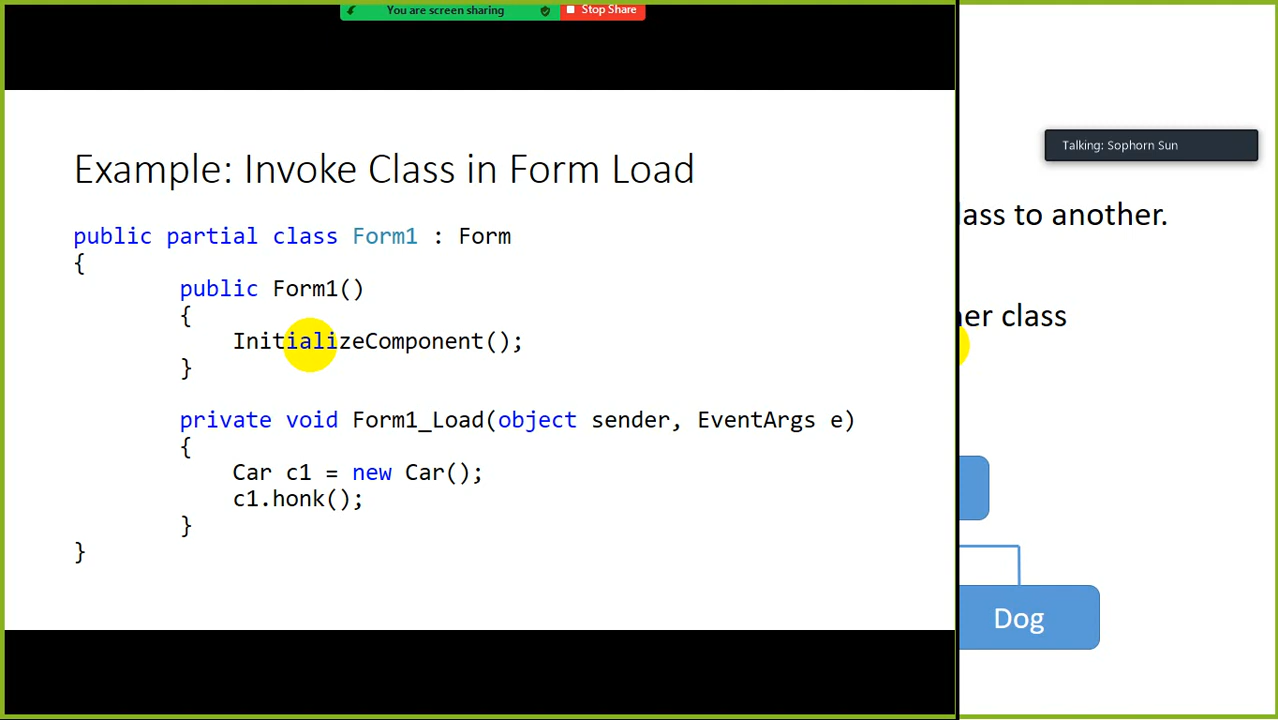 You are screen sharing
Stop Share
Talking: Sophorn Sun
Example: Invoke Class in Form Load
public partial class Form1 : Form
{
public Form1()
{
InitializeComponent();
}
private void Form1_Load(object sender, EventArgs e)
{
Car c1 = new Car();
c1.honk();
}
}
to another.
class
Dog